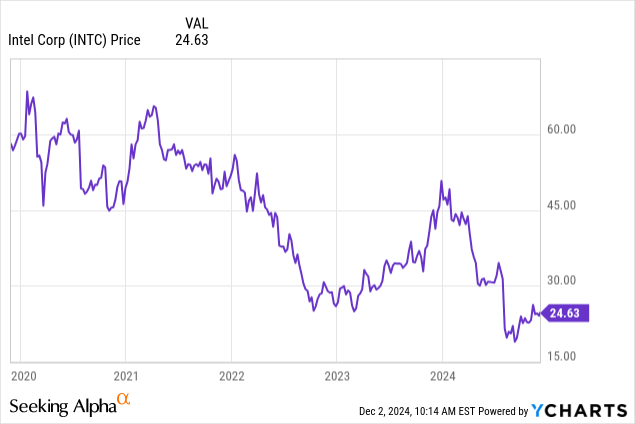 VAL
Intel Corp (INTC) Price 24.63
60.00
45.00
30.00
24.63
15.00
2020 2021 2022 2023 2024
Seeking Alphaα
Dec 2, 2024, 10:14 AM EST Powered by YCHARTS